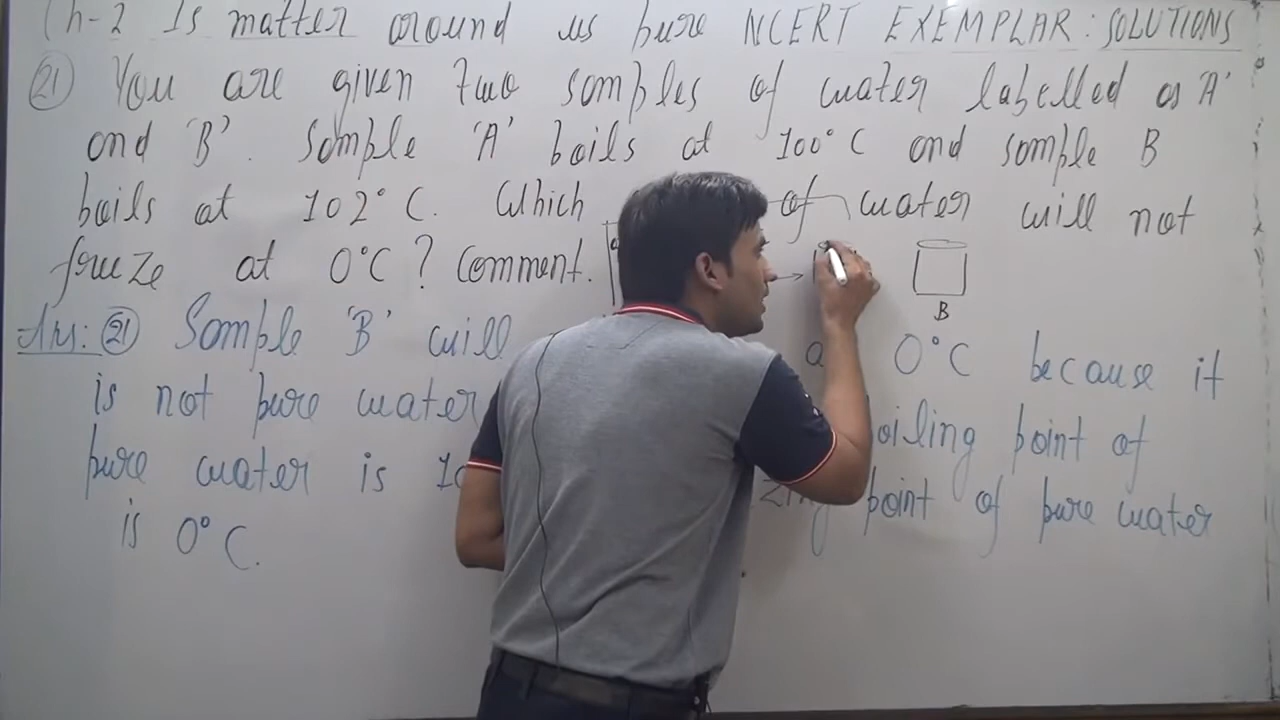 Ch-2 Is matter around us pure NCERT EXEMPLAR: SOLUTIONS
21 You are given two samples of water labelled as 'A'
and 'B'. Sample 'A' boils at 100°C and sample B
boils at 102°C. Which of water will not
freeze at 0°C? Comment.
B
Ans: 21 Sample 'B' will 0°C because it
is not pure water boiling point of
pure water is point of pure water
is 0°C.